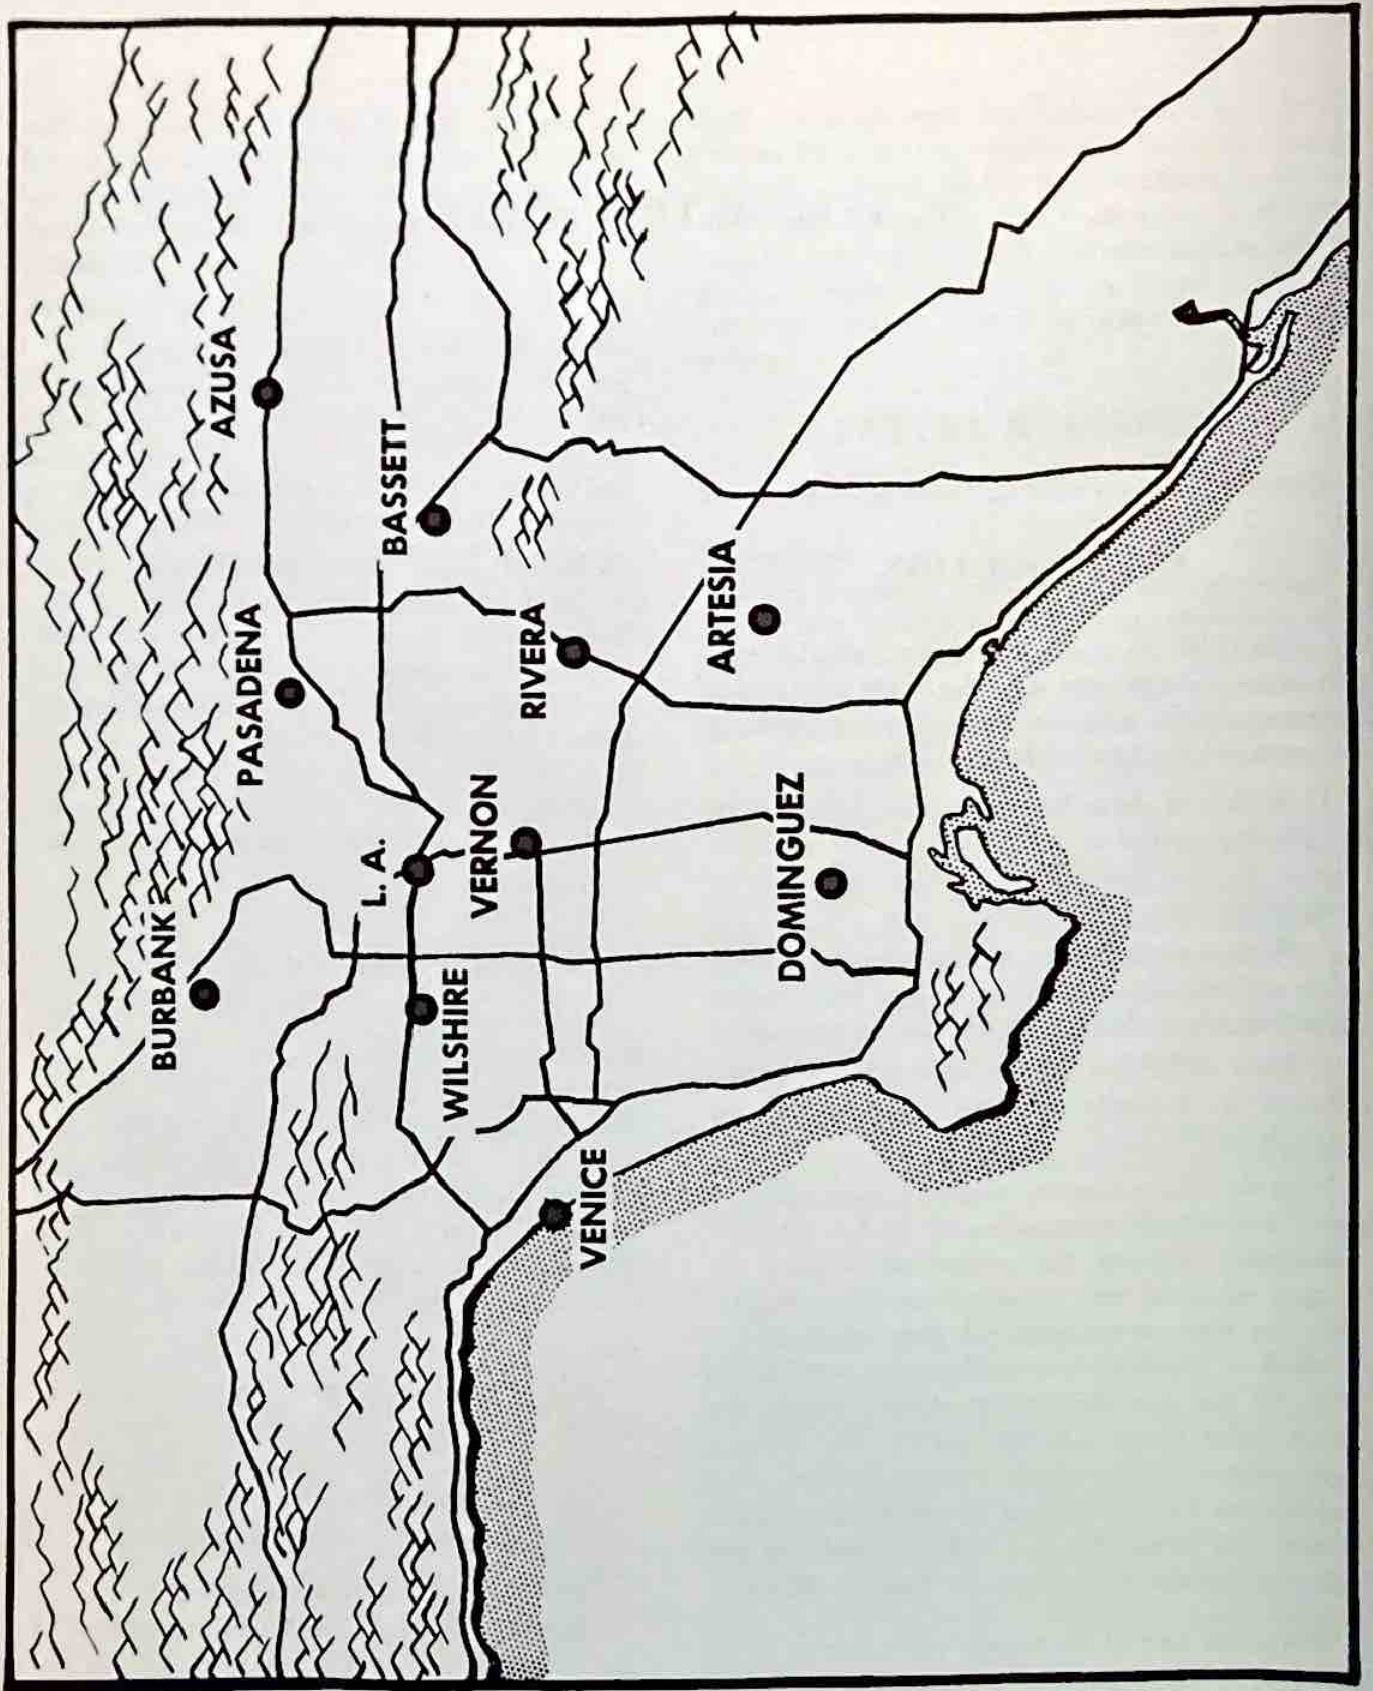 BURBANK
PASADENA
AZUSA
L. A.
BASSETT
WILSHIRE
VERNON
RIVERA
VENICE
ARTESIA
DOMINGUEZ